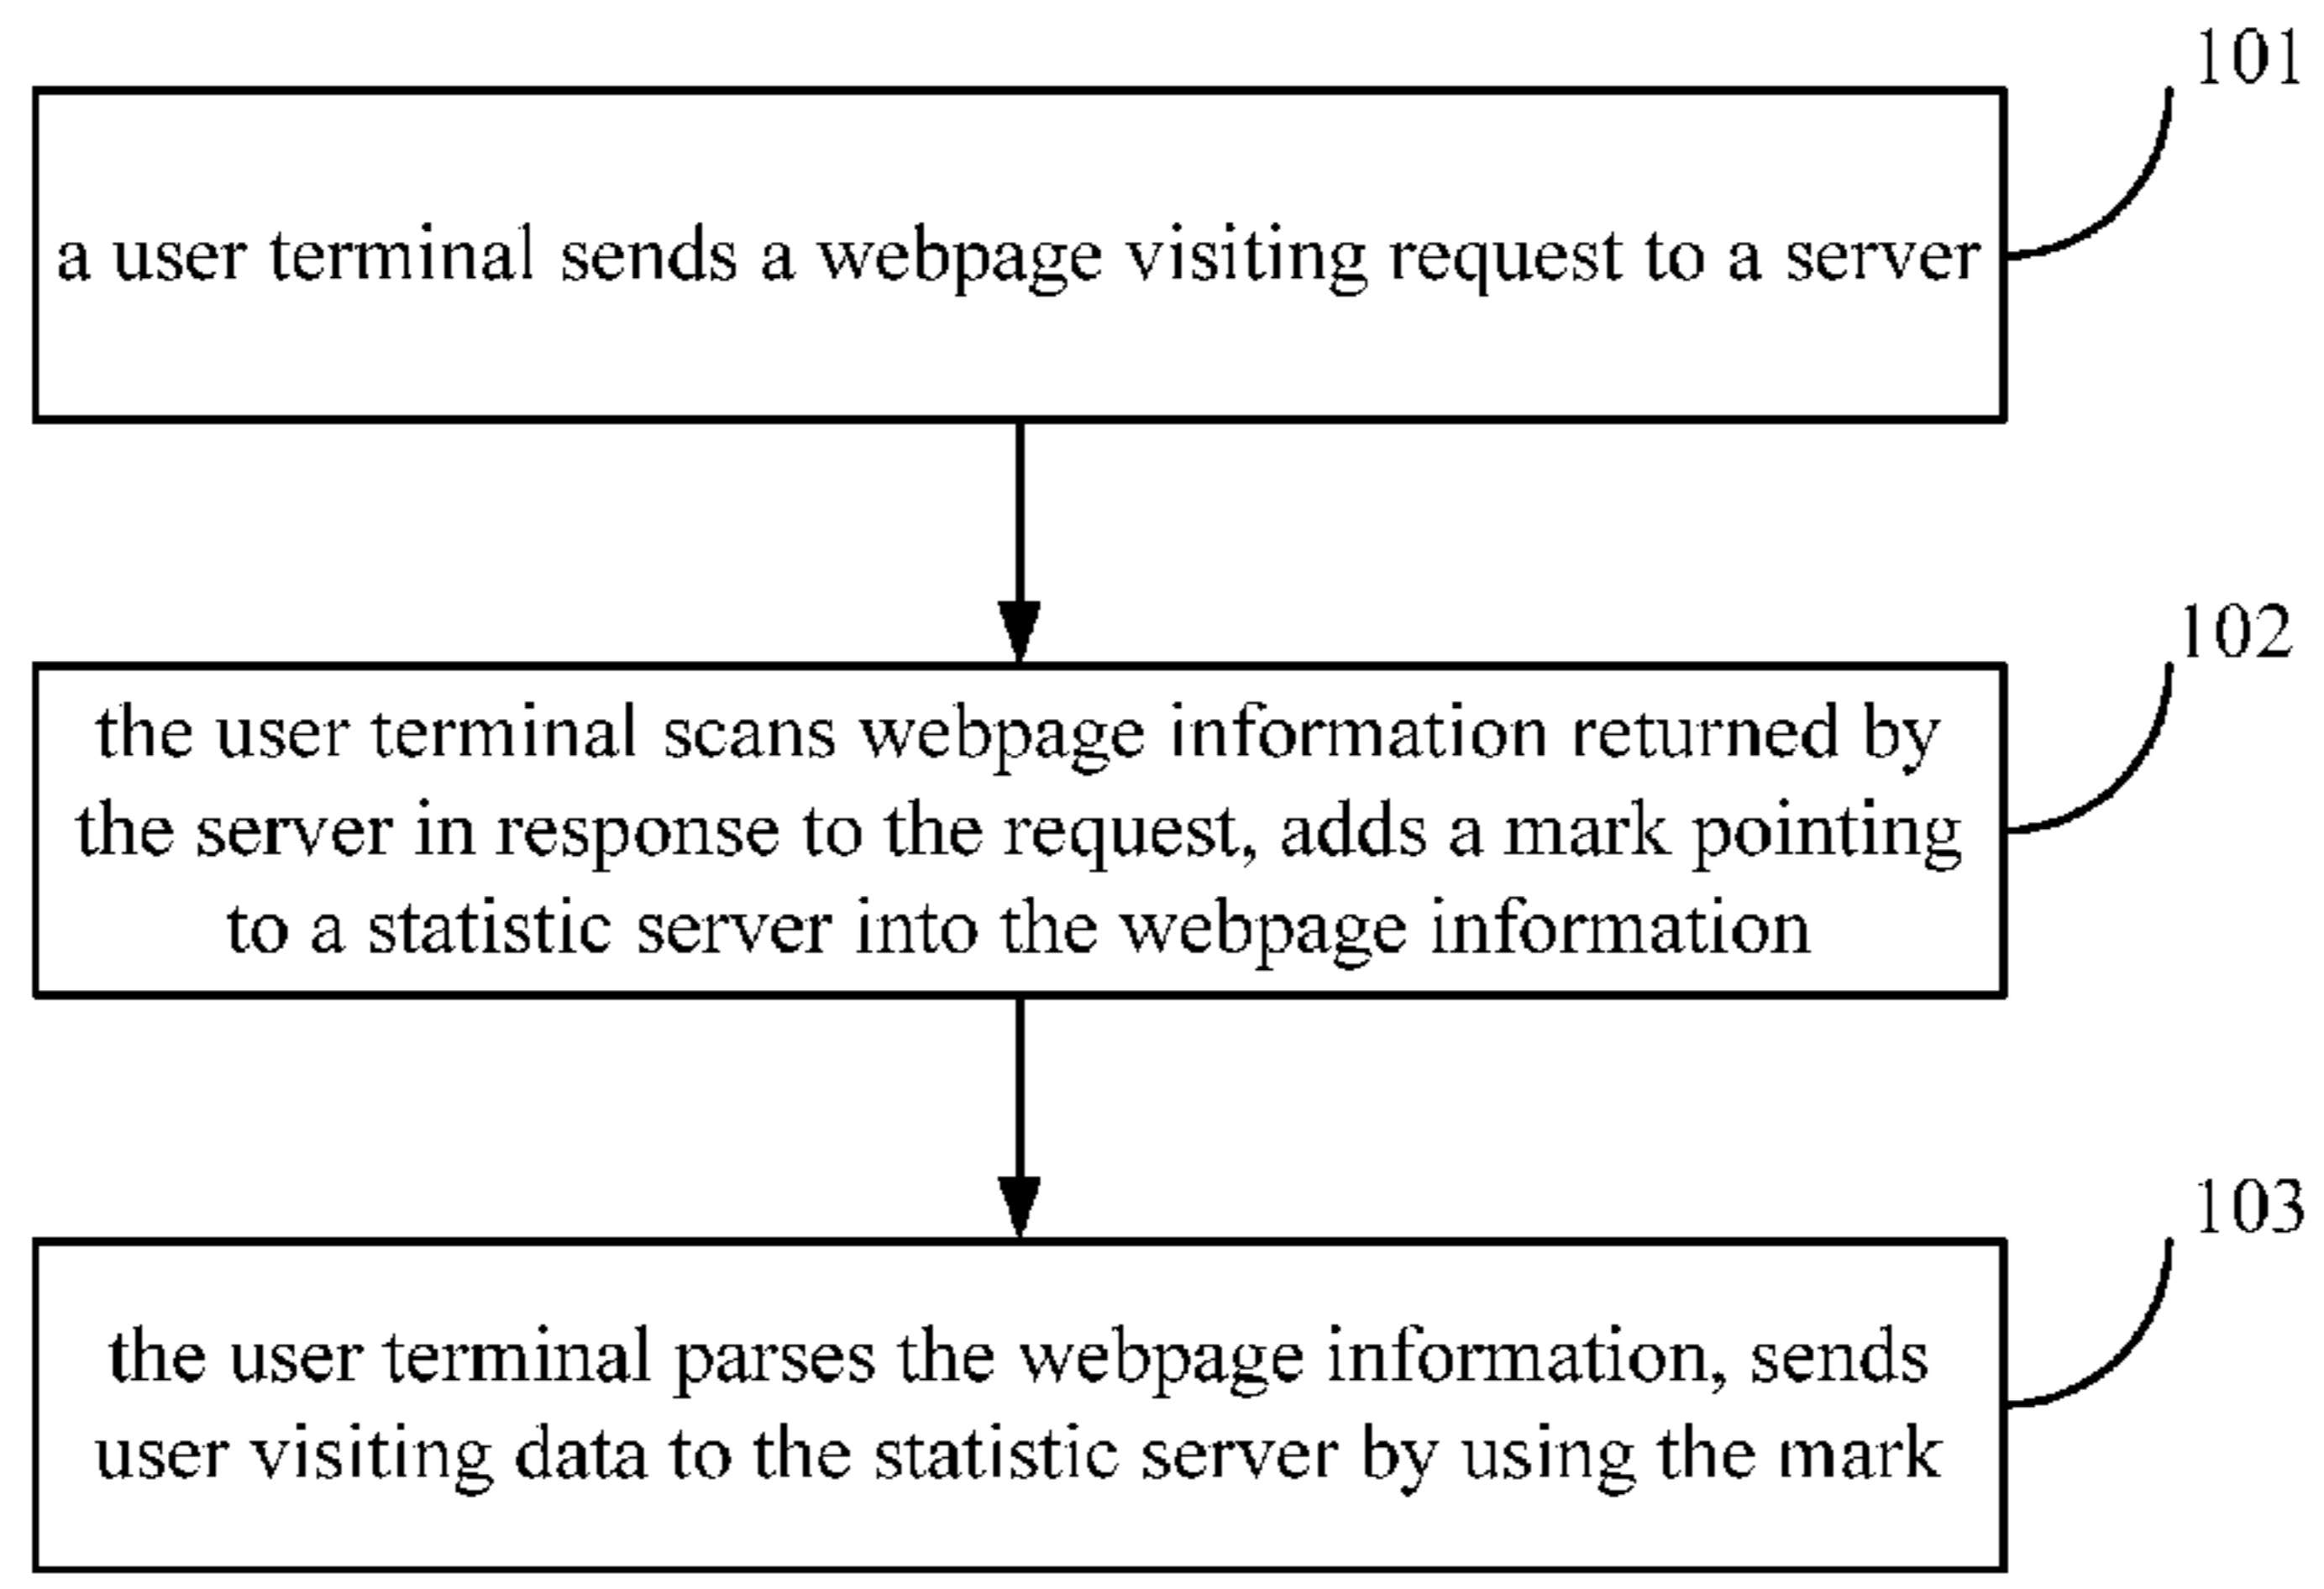 101
a user terminal sends a webpage visiting request to a server
102
the user terminal scans webpage information returned by
the server in response to the request, adds a mark pointing
to a statistic server into the webpage information
103
the user terminal parses the webpage information, sends
user visiting data to the statistic server by using the mark